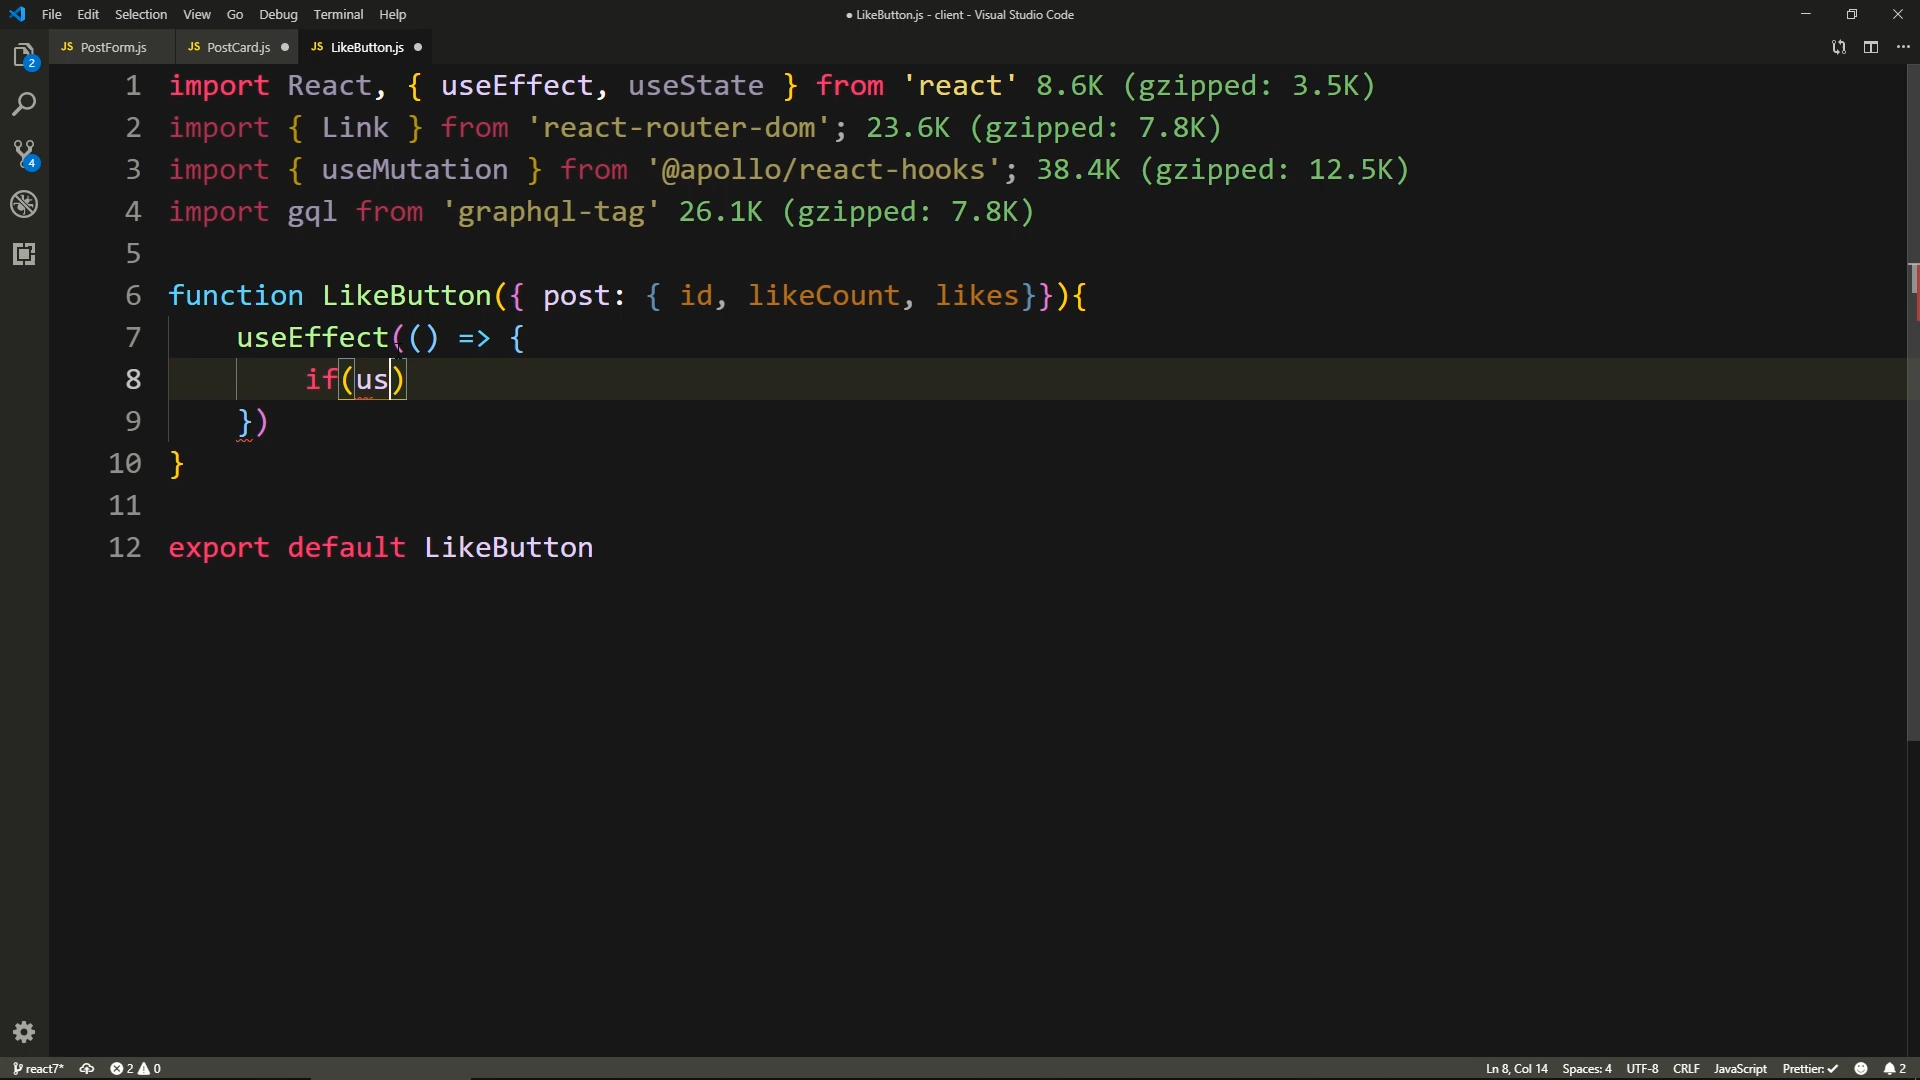 File Edit Selection View Go Debug Terminal Help
● LikeButton.js - client - Visual Studio Code
JS PostForm.js JS PostCard.js ● JS LikeButton.js ●
1 import React, { useEffect, useState } from 'react' 8.6K (gzipped: 3.5K)
2 import { Link } from 'react-router-dom'; 23.6K (gzipped: 7.8K)
3 import { useMutation } from '@apollo/react-hooks'; 38.4K (gzipped: 12.5K)
4 import gql from 'graphql-tag' 26.1K (gzipped: 7.8K)
5
6 function LikeButton({ post: { id, likeCount, likes}}){
7 useEffect(() => {
8 if(us)
9 })
10 }
11
12 export default LikeButton
2
4
react7* 2 0 Ln 8, Col 14 Spaces: 4 UTF-8 CRLF JavaScript Prettier: ✓ 2